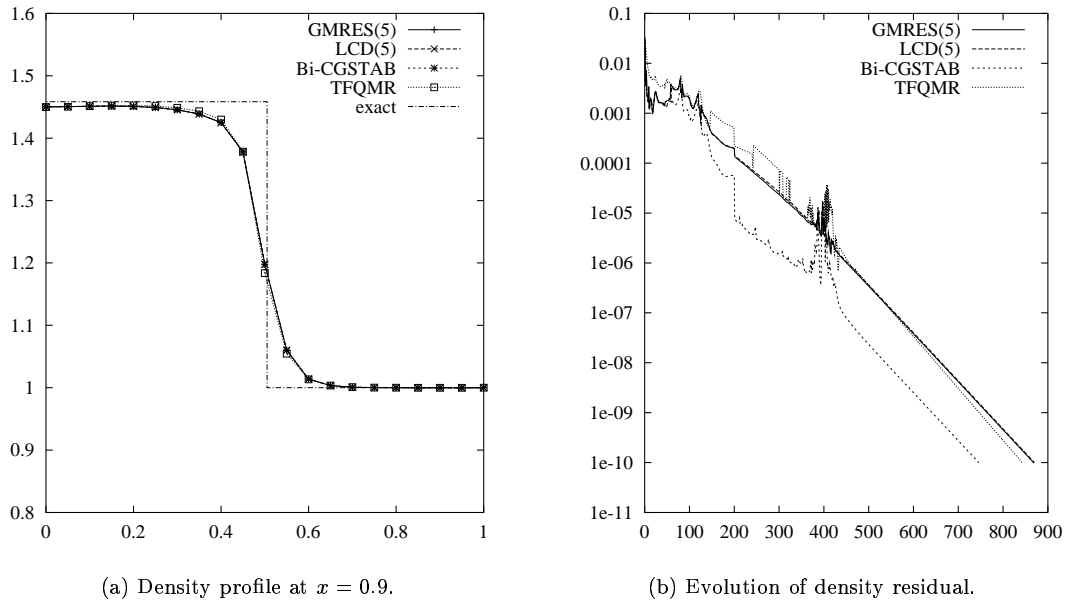 1.6
1.5
1.4
1.3
1.2
1.1
1
0.9
0.8
0 0.2 0.4 0.6 0.8 1
GMRES(5)
LCD(5)
Bi-CGSTAB
TFQMR
exact
(a) Density profile at x = 0.9.
0.1
0.01
0.001
0.0001
1e-05
1e-06
1e-07
1e-08
1e-09
1e-10
1e-11
0 100 200 300 400 500 600 700 800 900
GMRES(5)
LCD(5)
Bi-CGSTAB
TFQMR
(b) Evolution of density residual.